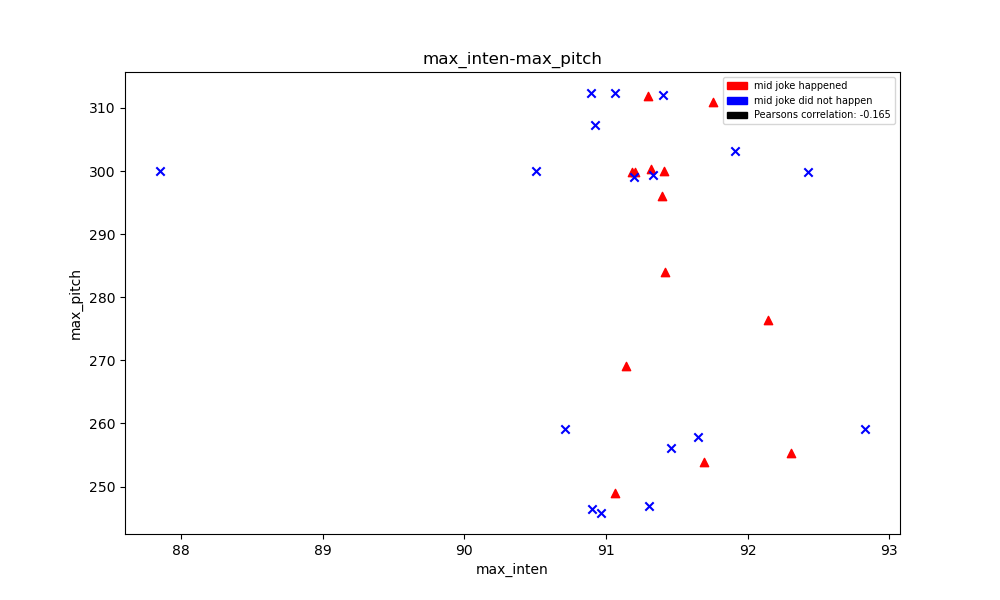 max_inten-max_pitch
mid joke happened
mid joke did not happen
Pearsons correlation: -0.165
310
300
290
280
270
260
250
max_pitch
88
89
90
91
92
93
max_inten